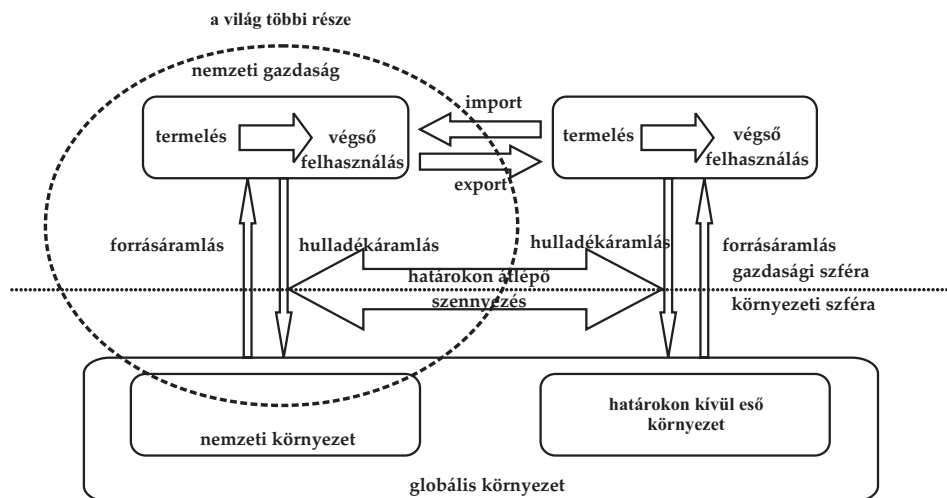 a világ többi része
nemzeti gazdaság
import
termelés
végső
felhasználás
termelés
végső
felhasználás
export
forrásáramlás
hulladékáramlás
hulladékáramlás
forrásáramlás
gazdasági szféra
határokon átlépő
szennyezés
környezeti szféra
határokon kívül eső
környezet
nemzeti környezet
globális környezet